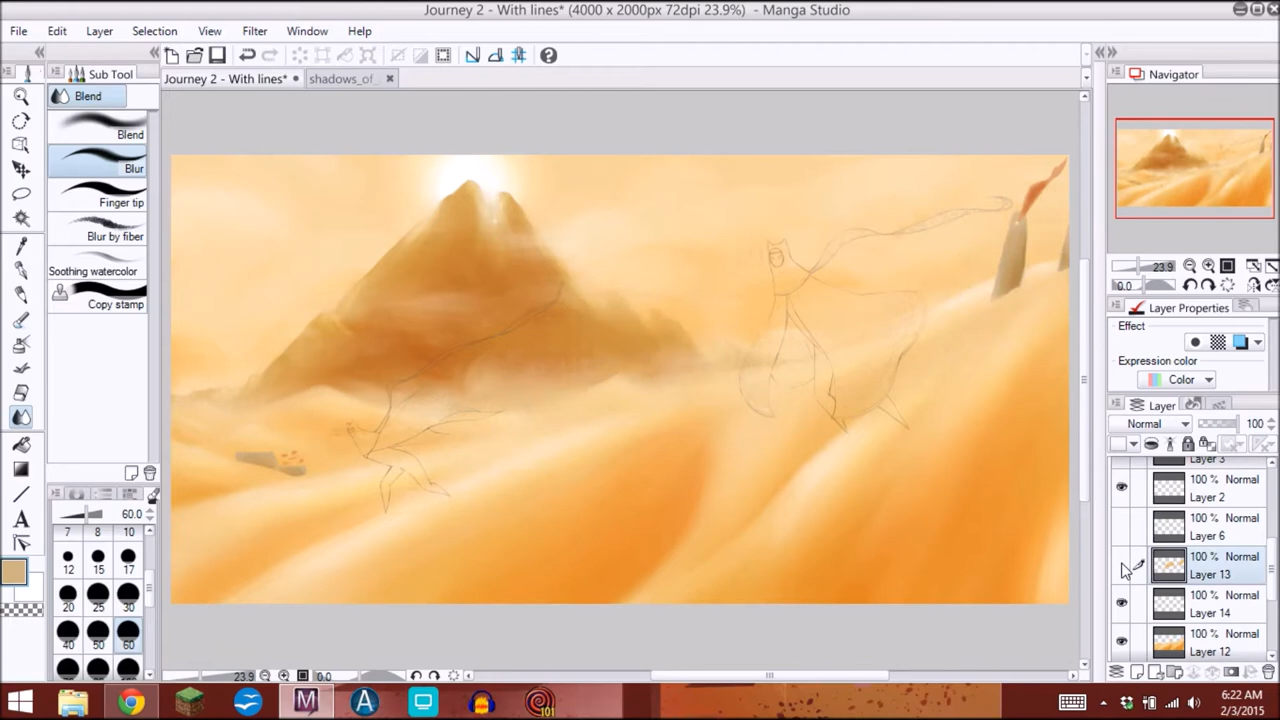 Journey 2 - With lines* (4000 x 2000px 72dpi 23.9%) - Manga Studio
File Edit Layer Selection View Filter Window Help
Sub Tool
Journey 2 - With lines* shadows_of_
Navigator
Blend
Blend
Blur
Finger tip
Blur by fiber
Soothing watercolor
Copy stamp
23.9
0.0
Layer Properties
Effect
Expression color
Color
Layer
Normal 100
Layer 3
100 % Normal
Layer 2
100 % Normal
Layer 6
100 % Normal
Layer 13
100 % Normal
Layer 14
100 % Normal
Layer 12
60.0
7 8 10
12 15 17
20 25 30
40 50 60
23.9 0.0
A
101
6:22 AM
2/3/2015